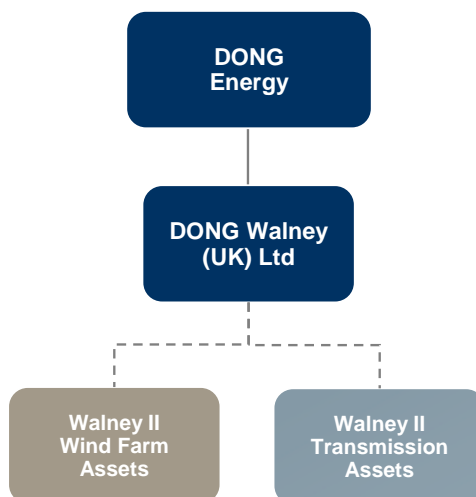 DONG
Energy
DONG Walney
(UK) Ltd
Walney II
Wind Farm
Assets
Walney II
Transmission
Assets